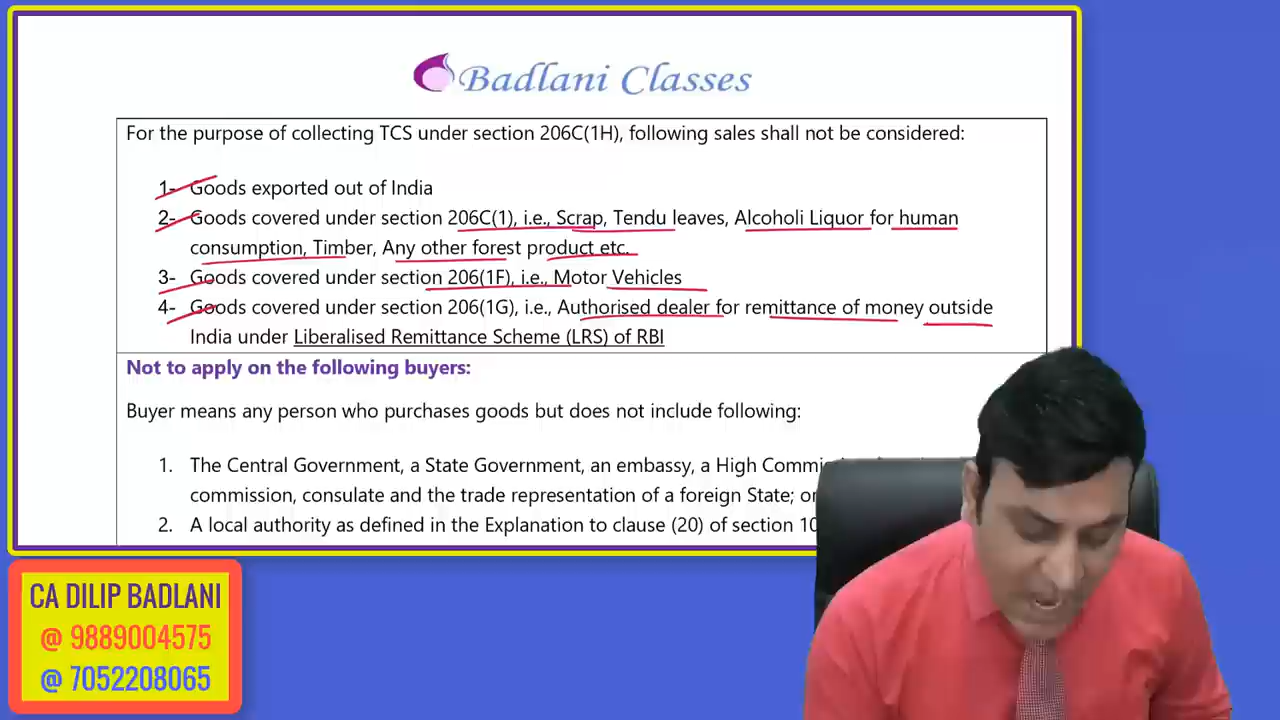 Badlani Classes
For the purpose of collecting TCS under section 206C(1H), following sales shall not be considered:
1- Goods exported out of India
2- Goods covered under section 206C(1), i.e., Scrap, Tendu leaves, Alcoholi Liquor for human
consumption, Timber, Any other forest product etc.
3- Goods covered under section 206(1F), i.e., Motor Vehicles
4- Goods covered under section 206(1G), i.e., Authorised dealer for remittance of money outside
India under Liberalised Remittance Scheme (LRS) of RBI
Not to apply on the following buyers:
Buyer means any person who purchases goods but does not include following:
1. The Central Government, a State Government, an embassy, a High
commission, consulate and the trade representation of a foreign State;
2. A local authority as defined in the Explanation to clause (20) of section 10
CA DILIP BADLANI
@ 9889004575
@ 7052208065